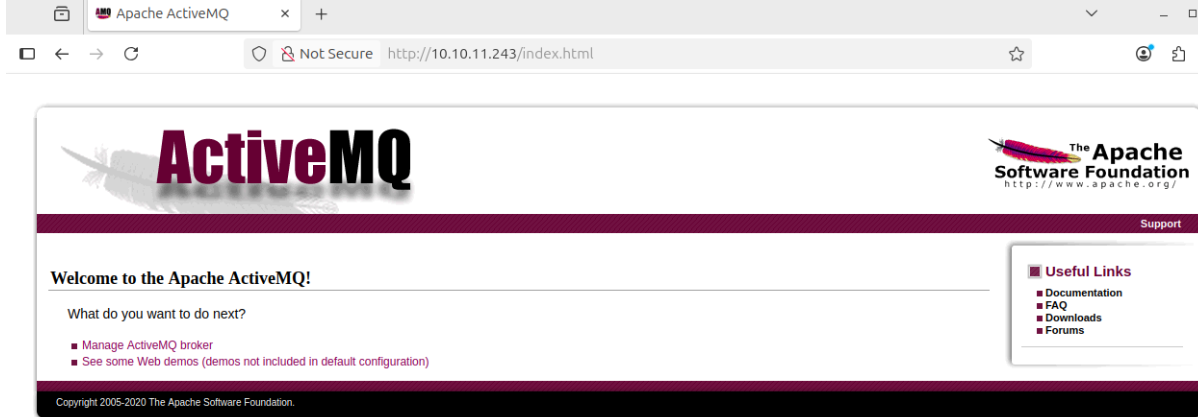 Apache ActiveMQ
Not Secure http://10.10.11.243/index.html
ActiveMQ
The Apache
Software Foundation
http://www.apache.org/
Support
Welcome to the Apache ActiveMQ!
What do you want to do next?
Manage ActiveMQ broker
See some Web demos (demos not included in default configuration)
Useful Links
Documentation
FAQ
Downloads
Forums
Copyright 2005-2020 The Apache Software Foundation.